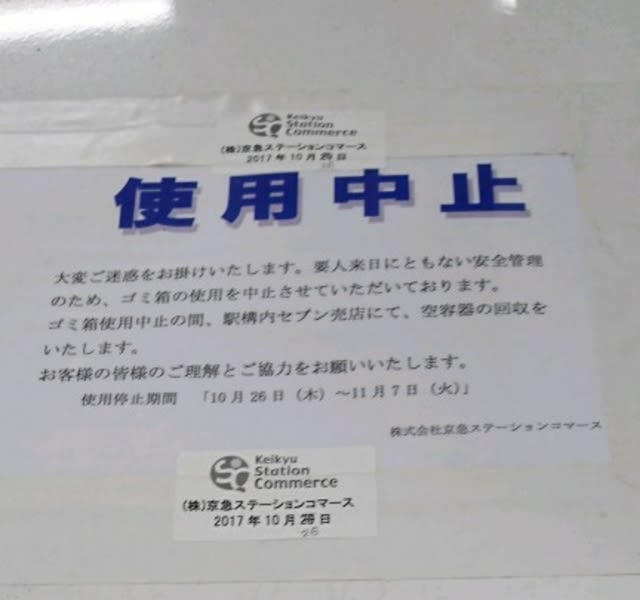 Keikyu
Station
Commerce
(株)京急ステーションコマース
2017年10月26日
使用中止
大変ご迷惑をお掛けいたします。要人来日にともない安全管理
のため、ゴミ箱の使用を中止させていただいております。
ゴミ箱使用中止の間、駅構内セブン売店にて、空容器の回収を
いたします。
お客様の皆様のご理解とご協力をお願いいたします。
使用停止期間 「10月26日(木)~11月7日(火)」
株式会社京急ステーションコマース
Keikyu
Station
Commerce
(株)京急ステーションコマース
2017年10月 日
26